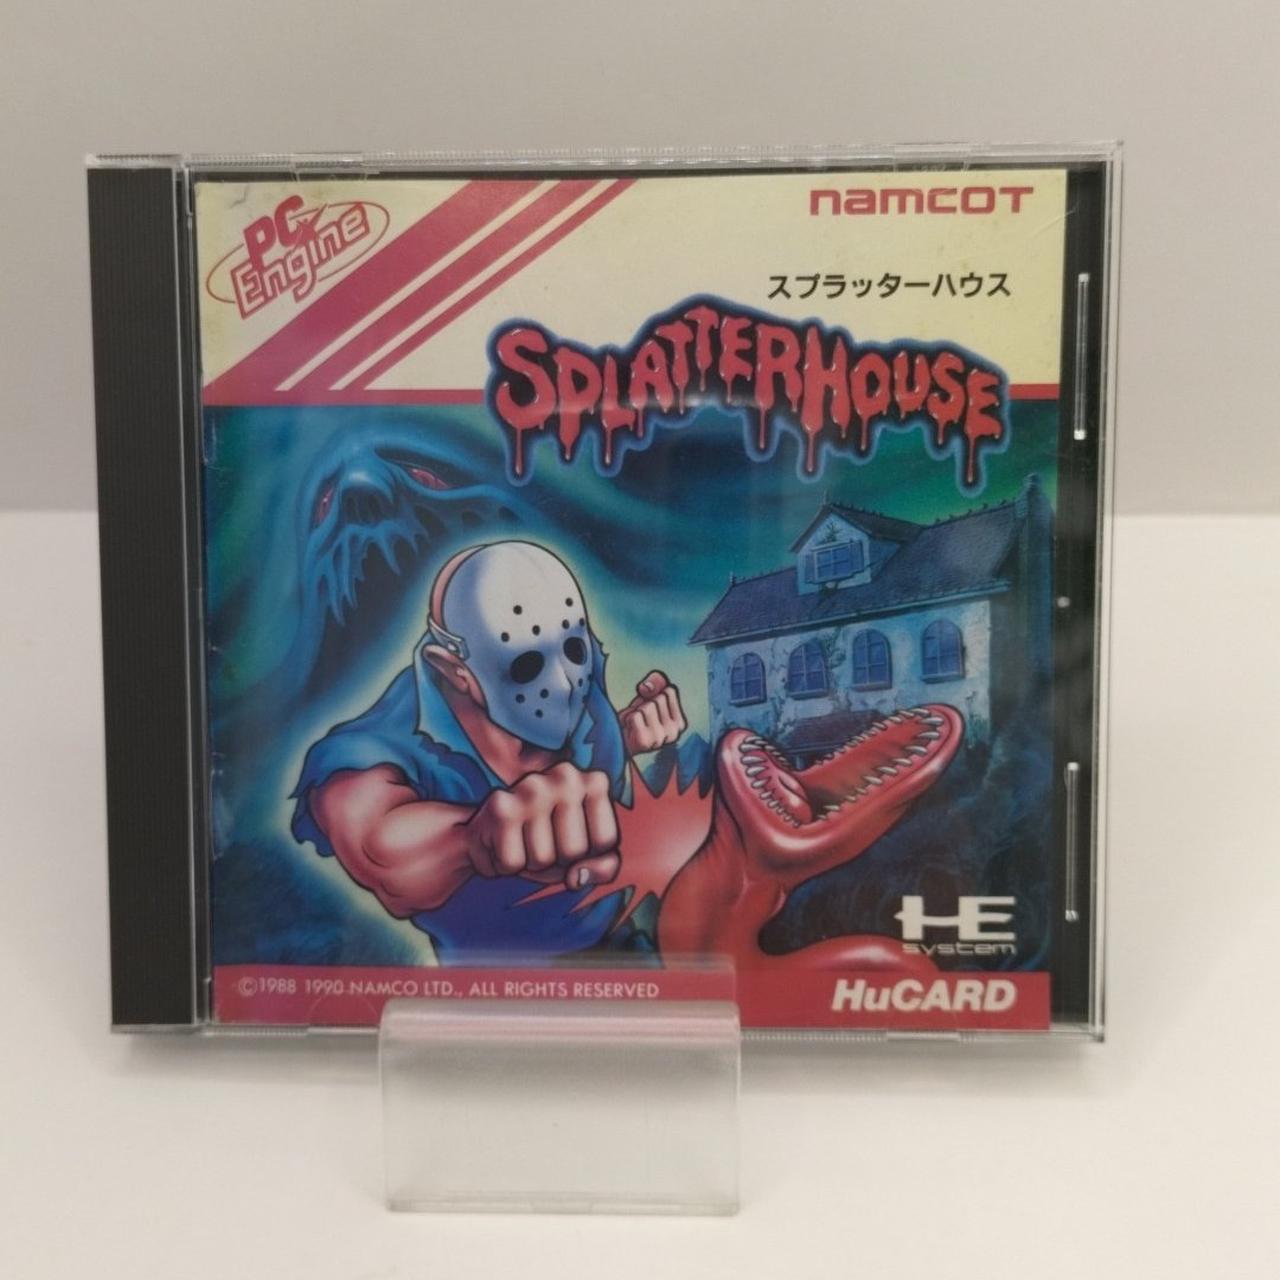 PC Engine
namcot
スプラッターハウス
SPLATTERHOUSE
HE
system
©1988 1990 NAMCO LTD., ALL RIGHTS RESERVED
HuCARD